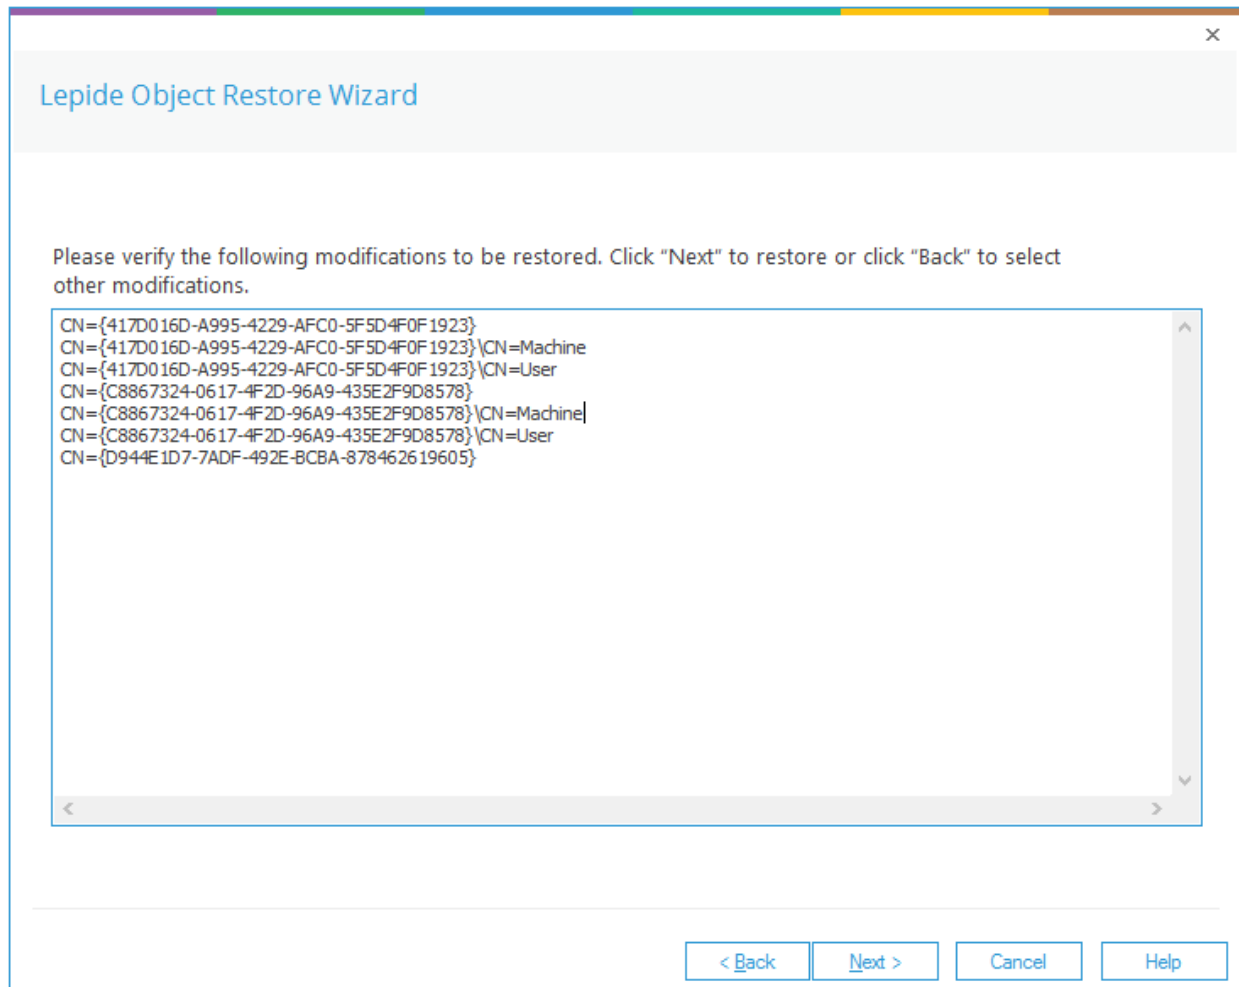 Lepide Object Restore Wizard
Please verify the following modifications to be restored. Click “Next” to restore or click “Back” to select
other modifications.
CN={417D016D-A995-4229-AFC0-5F5D4F0F1923}
CN={417D016D-A995-4229-AFC0-5F5D4F0F1923}\CN=Machine
CN={417D016D-A995-4229-AFC0-5F5D4F0F1923}\CN=User
CN={C8867324-0617-4F2D-96A9-435E2F9D8578}
CN={C8867324-0617-4F2D-96A9-435E2F9D8578}\CN=Machine
CN={C8867324-0617-4F2D-96A9-435E2F9D8578}\CN=User
CN={D944E1D7-7ADF-492E-BCBA-878462619605}
< Back Next > Cancel Help